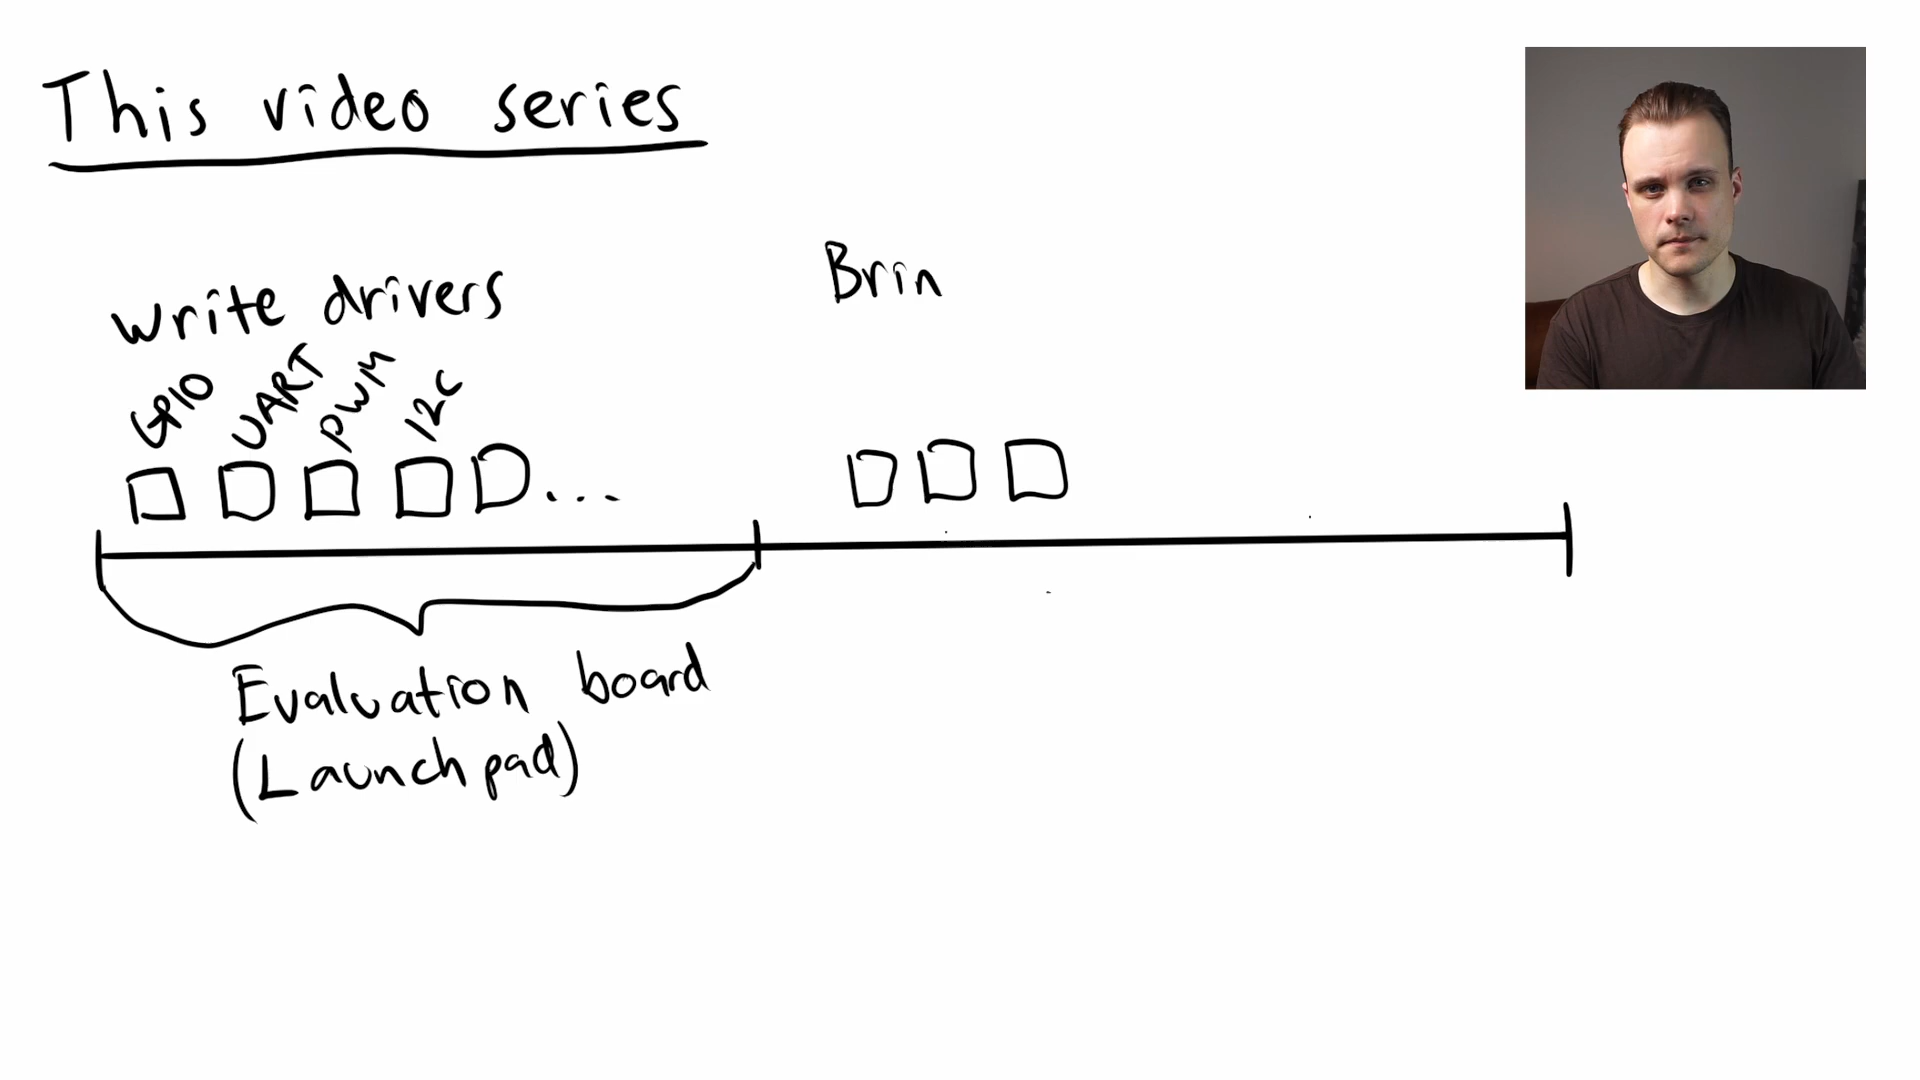 This video series
Write drivers
Brin
GPIO UART PWM I2C
...
Evaluation board
(Launchpad)